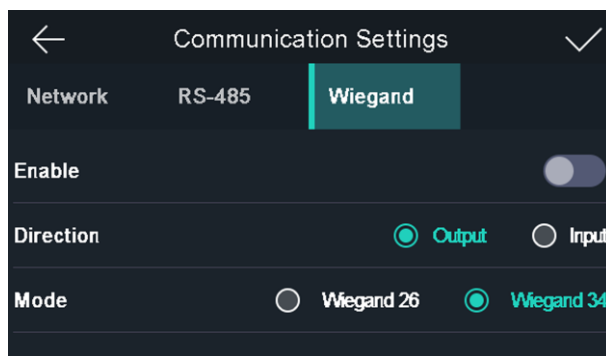 Communication Settings
Network RS-485 Wiegand
Enable
Direction Output Input
Mode Wiegand 26 Wiegand 34